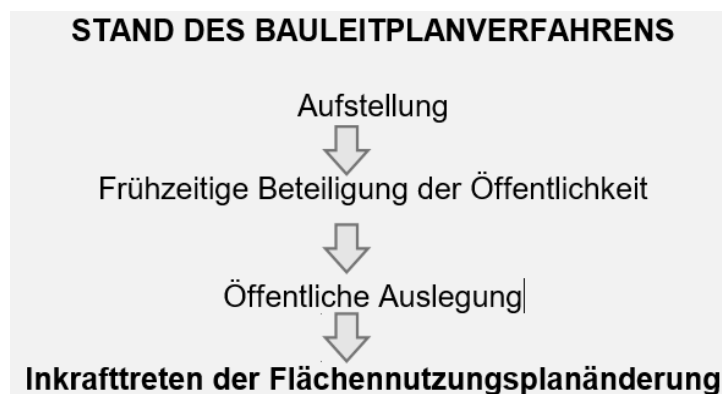 STAND DES BAULEITPLANVERFAHRENS
Aufstellung
Frühzeitige Beteiligung der Öffentlichkeit
Öffentliche Auslegung
Inkrafttreten der Flächennutzungsplanänderung